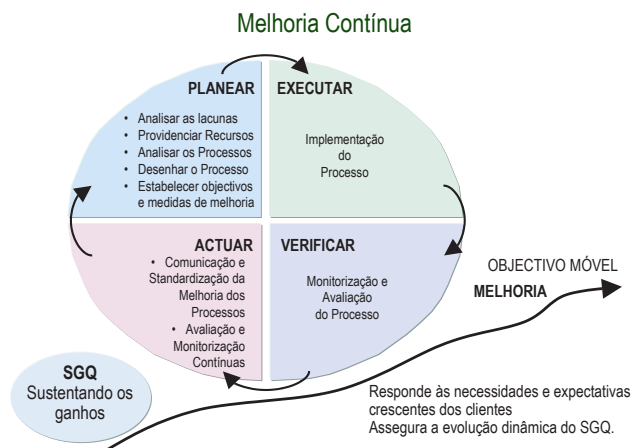 Melhoria Contínua
PLANEAR
• Analisar as lacunas
• Providenciar Recursos
• Analisar os Processos
• Desenhar o Processo
• Estabelecer objectivos
e medidas de melhoria
EXECUTAR
Implementação
do
Processo
ACTUAR
• Comunicação e
Standardização da
Melhoria dos
Processos
• Avaliação e
Monitorização
Contínuas
VERIFICAR
Monitorização e
Avaliação
do Processo
OBJECTIVO MÓVEL
MELHORIA
SGQ
Sustentando os
ganhos
Responde às necessidades e expectativas
crescentes dos clientes
Assegura a evolução dinâmica do SGQ.